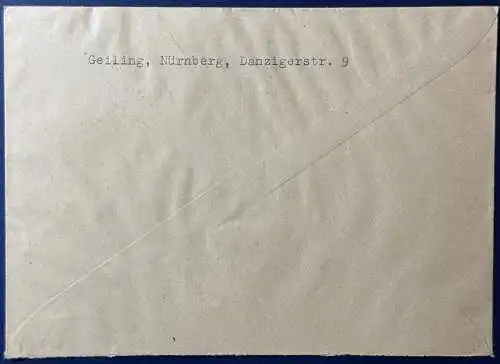 Geiling, Nürnberg, Danzigerstr. 9